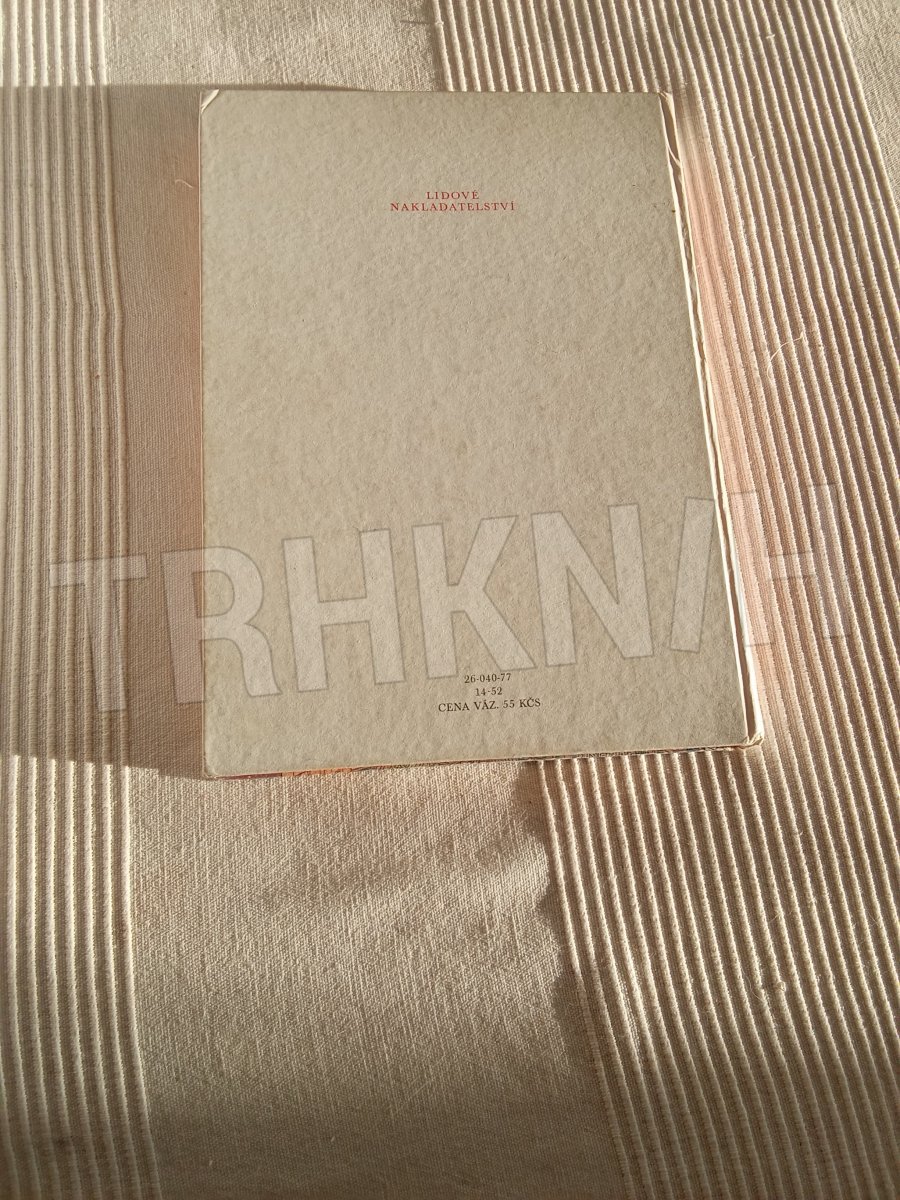 LIDOVÉ
NAKLADATELSTVÍ
TRHKNIH
26-040-77
14-52
CENA VÁZ. 55 KČS